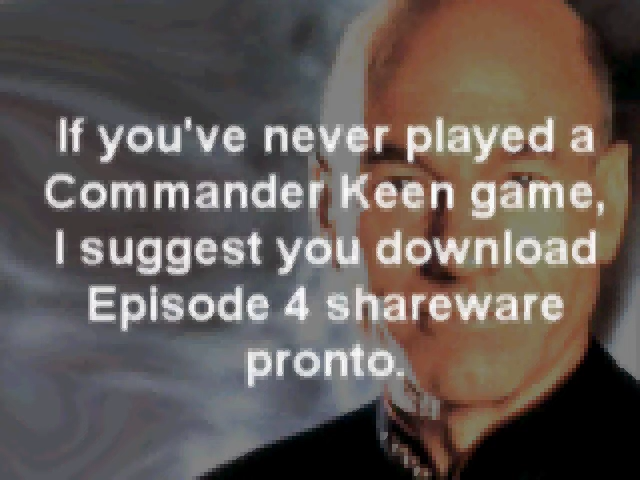 If you've never played a
Commander Keen game,
I suggest you download
Episode 4 shareware
pronto.